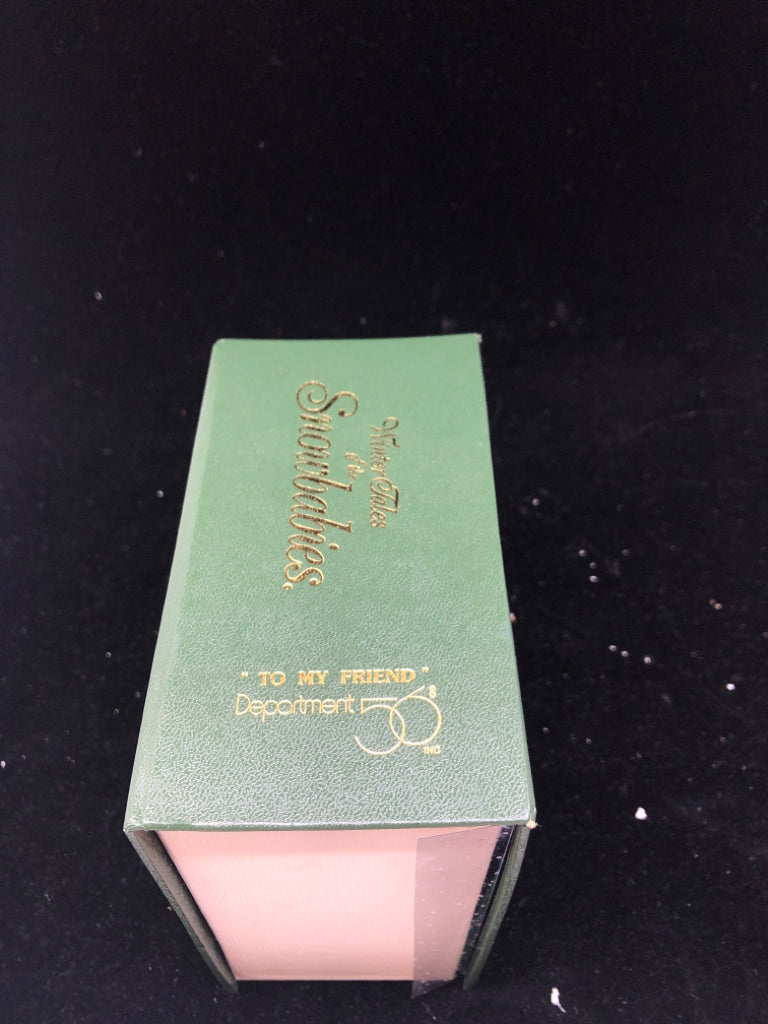 Winter Tales
of the
Snowbabies®
" TO MY FRIEND "
Department 56®
INC